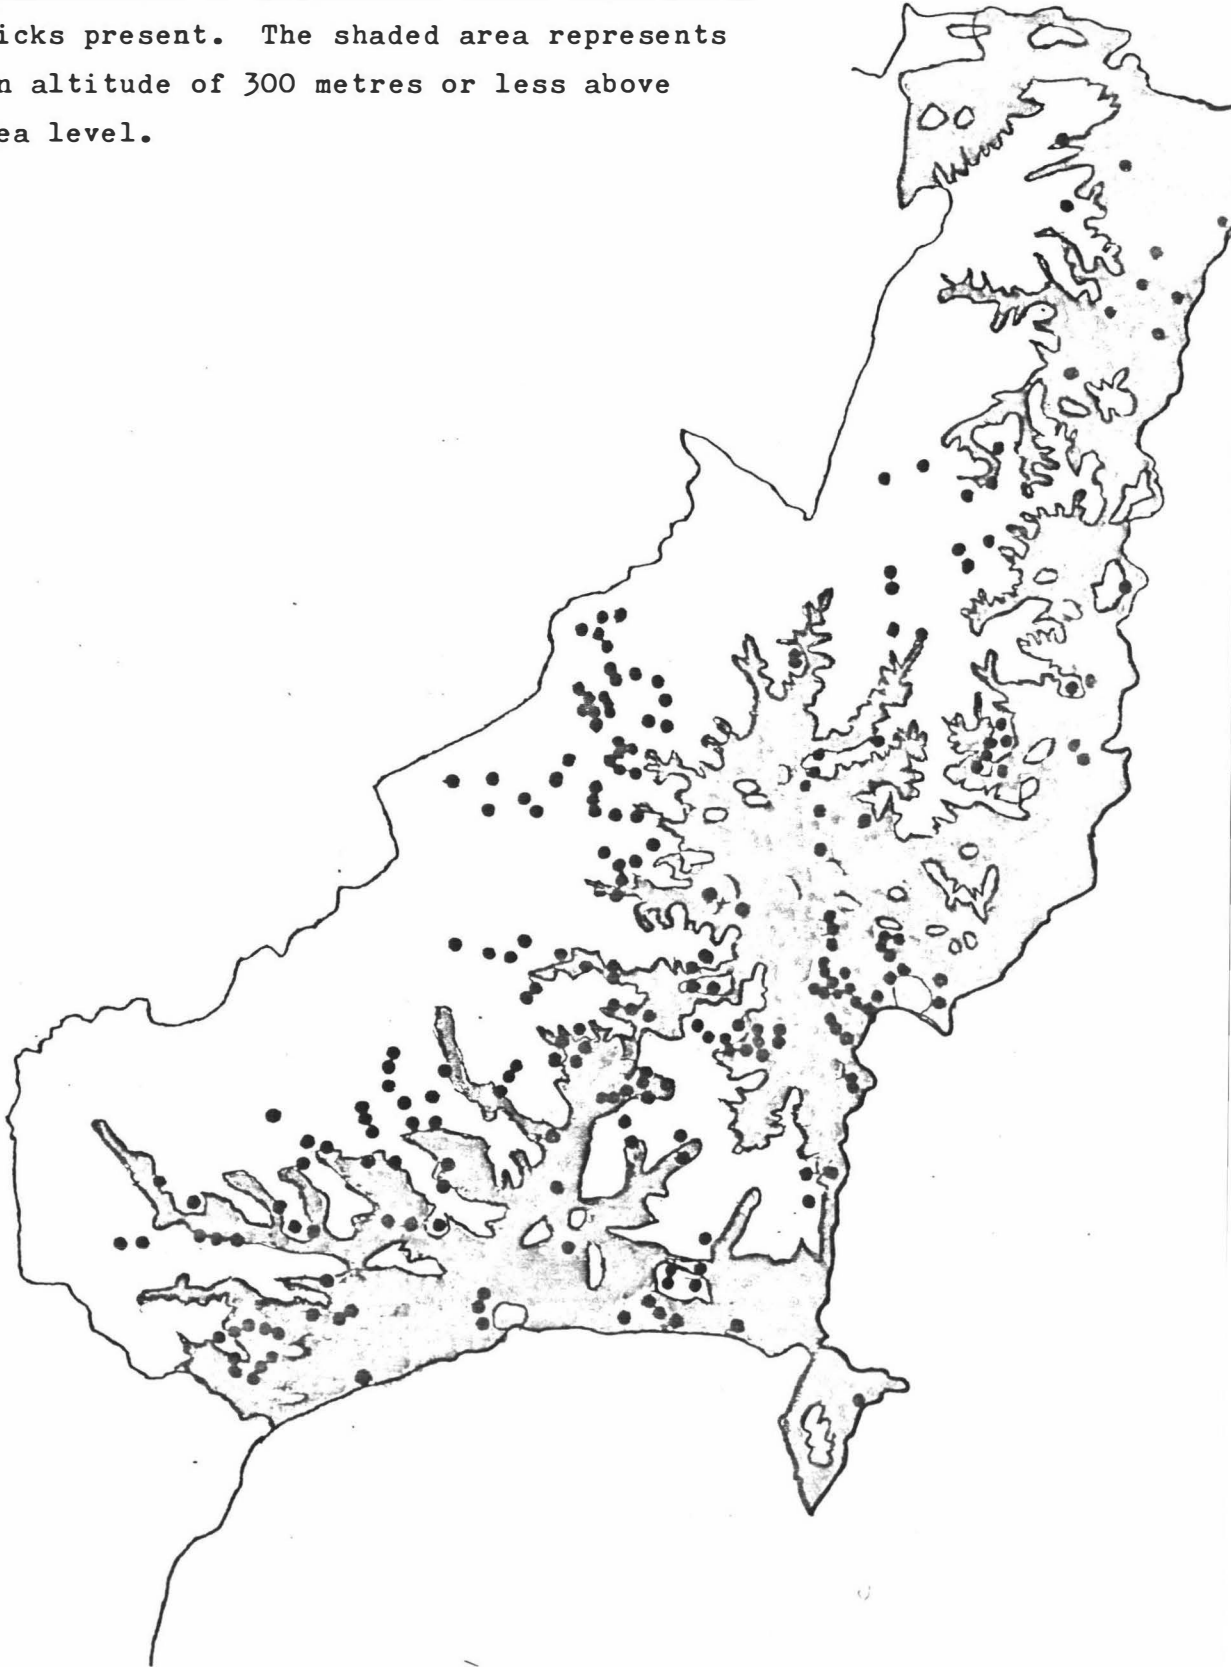 icks present. The shaded area represents
n altitude of 300 metres or less above
ea level.